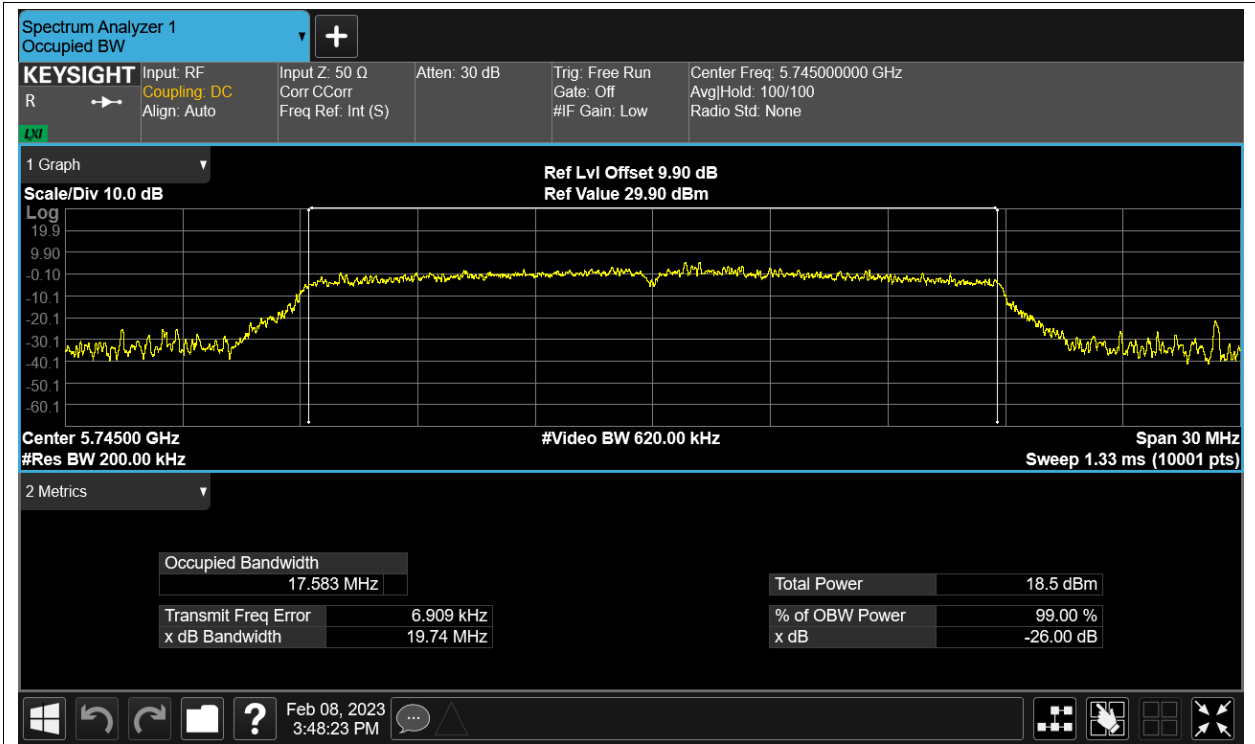 Spectrum Analyzer 1
Occupied BW
KEYSIGHT
R
LXI
Input: RF
Coupling: DC
Align: Auto
Input Z: 50 Ω
Corr CCorr
Freq Ref: Int (S)
Atten: 30 dB
Trig: Free Run
Gate: Off
#IF Gain: Low
Center Freq: 5.745000000 GHz
Avg|Hold: 100/100
Radio Std: None
1 Graph
Scale/Div 10.0 dB
Ref Lvl Offset 9.90 dB
Ref Value 29.90 dBm
Log
19.9
9.90
-0.10
-10.1
-20.1
-30.1
-40.1
-50.1
-60.1
Center 5.74500 GHz
#Res BW 200.00 kHz
#Video BW 620.00 kHz
Span 30 MHz
Sweep 1.33 ms (10001 pts)
2 Metrics
Occupied Bandwidth
17.583 MHz
Transmit Freq Error 6.909 kHz
x dB Bandwidth 19.74 MHz
Total Power 18.5 dBm
% of OBW Power 99.00 %
x dB -26.00 dB
?
Feb 08, 2023
3:48:23 PM